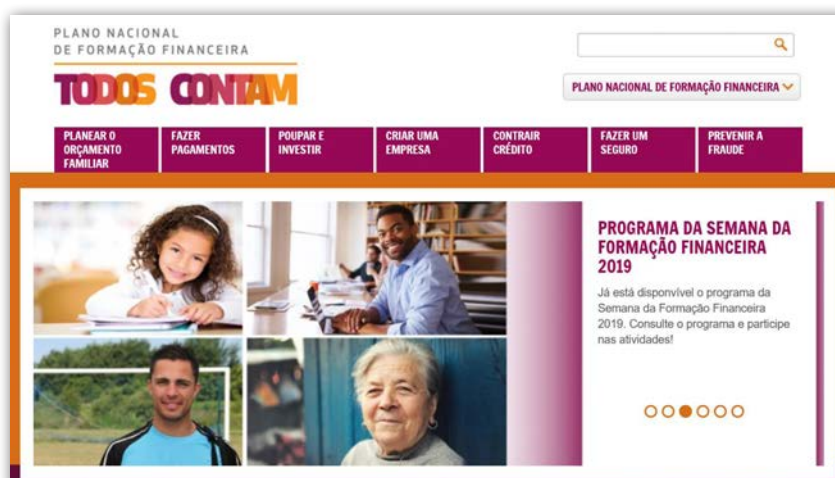 PLANO NACIONAL
DE FORMAÇÃO FINANCEIRA
TODOS CONTAM
PLANO NACIONAL DE FORMAÇÃO FINANCEIRA
PLANEAR O
ORÇAMENTO
FAMILIAR
FAZER
PAGAMENTOS
POUPAR E
INVESTIR
CRIAR UMA
EMPRESA
CONTRAIR
CRÉDITO
FAZER UM
SEGURO
PREVENIR A
FRAUDE
PROGRAMA DA SEMANA DA
FORMAÇÃO FINANCEIRA
2019
Já está disponvível o programa da
Semana da Formação Financeira
2019. Consulte o programa e participe
nas atividades!